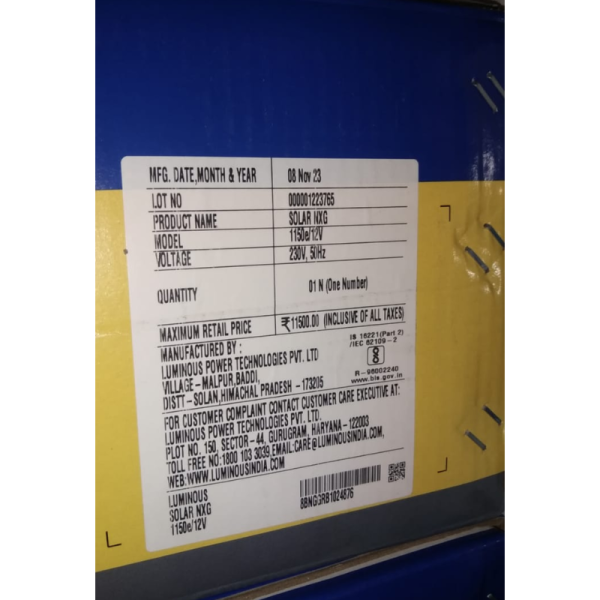 MFG. DATE,MONTH & YEAR 08 Nov 23
LOT NO 000001223765
PRODUCT NAME SOLAR NXG
MODEL 1150e/12V
VOLTAGE 230V, 50Hz
QUANTITY 01 N (One Number)
MAXIMUM RETAIL PRICE ₹11500.00 (INCLUSIVE OF ALL TAXES)
MANUFACTURED BY :
LUMINOUS POWER TECHNOLOGIES PVT. LTD
VILLAGE -MALPUR,BADDI,
DISTT -SOLAN,HIMACHAL PRADESH -173205
IS 16221(Part 2)
/IEC 62109-2
R-96002240
www.bis.gov.in
FOR CUSTOMER COMPLAINT CONTACT CUSTOMER CARE EXECUTIVE AT:
LUMINOUS POWER TECHNOLOGIES PVT. LTD.
PLOT NO. 150, SECTOR-44, GURUGRAM, HARYANA-122003
TOLL FREE NO:1800 103 3039,EMAIL:CARE@LUMINOUSINDIA.COM,
WEB:WWW.LUMINOUSINDIA.COM
LUMINOUS
SOLAR NXG
1150e/12V
8BNGGRB1024876